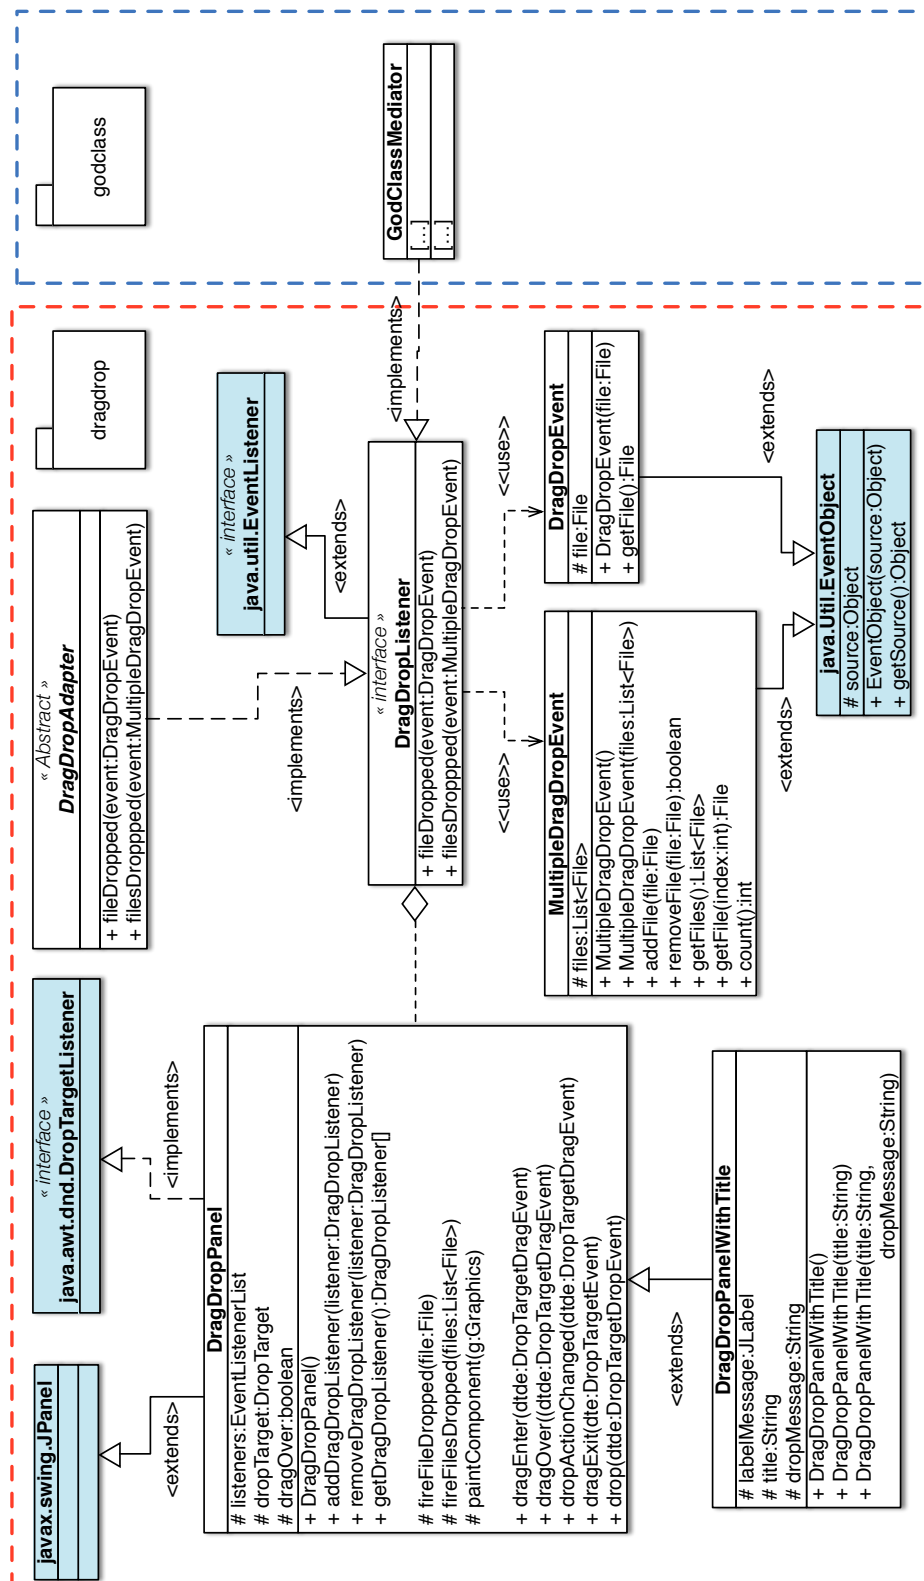 javax.swing.JPanel
« interface »
java.awt.dnd.DropTargetListener
« Abstract »
DragDropAdapter
+ fileDropped(event:DragDropEvent)
+ filesDroppped(event:MultipleDragDropEvent)
dragdrop
godclass
<extends>
<implements>
<implements>
« interface »
java.util.EventListener
<extends>
DragDropPanel
# listeners:EventListenerList
# dropTarget:DropTarget
# dragOver:boolean
+ DragDropPanel()
+ addDragDropListener(listener:DragDropListener)
+ removeDragDropListener(listener:DragDropListener)
+ getDragDropListener():DragDropListener[]
# fireFileDropped(file:File)
# fireFilesDropped(files:List<File>)
# paintComponent(g:Graphics)
+ dragEnter(dtde:DropTargetDragEvent)
+ dragOver((dtde:DropTargetDragEvent)
+ dropActionChanged(dtde:DropTargetDragEvent)
+ dragExit(dte:DropTargetEvent)
+ drop(dtde:DropTargetDropEvent)
« interface »
DragDropListener
+ fileDropped(event:DragDropEvent)
+ filesDroppped(event:MultipleDragDropEvent)
<implements>
GodClassMediator
[...]
[...]
<<use>>
<<use>>
MultipleDragDropEvent
# files:List<File>
+ MultipleDragDropEvent()
+ MultipleDragDropEvent(files:List<File>)
+ addFile(file:File)
+ removeFile(file:File):boolean
+ getFiles():List<File>
+ getFile(index:int):File
+ count():int
DragDropEvent
# file:File
+ DragDropEvent(file:File)
+ getFile():File
<extends>
<extends>
<extends>
DragDropPanelWithTitle
# labelMessage:JLabel
# title:String
# dropMessage:String
+ DragDropPanelWithTitle()
+ DragDropPanelWithTitle(title:String)
+ DragDropPanelWithTitle(title:String,
dropMessage:String)
java.Util.EventObject
# source:Object
+ EventObject(source:Object)
+ getSource():Object